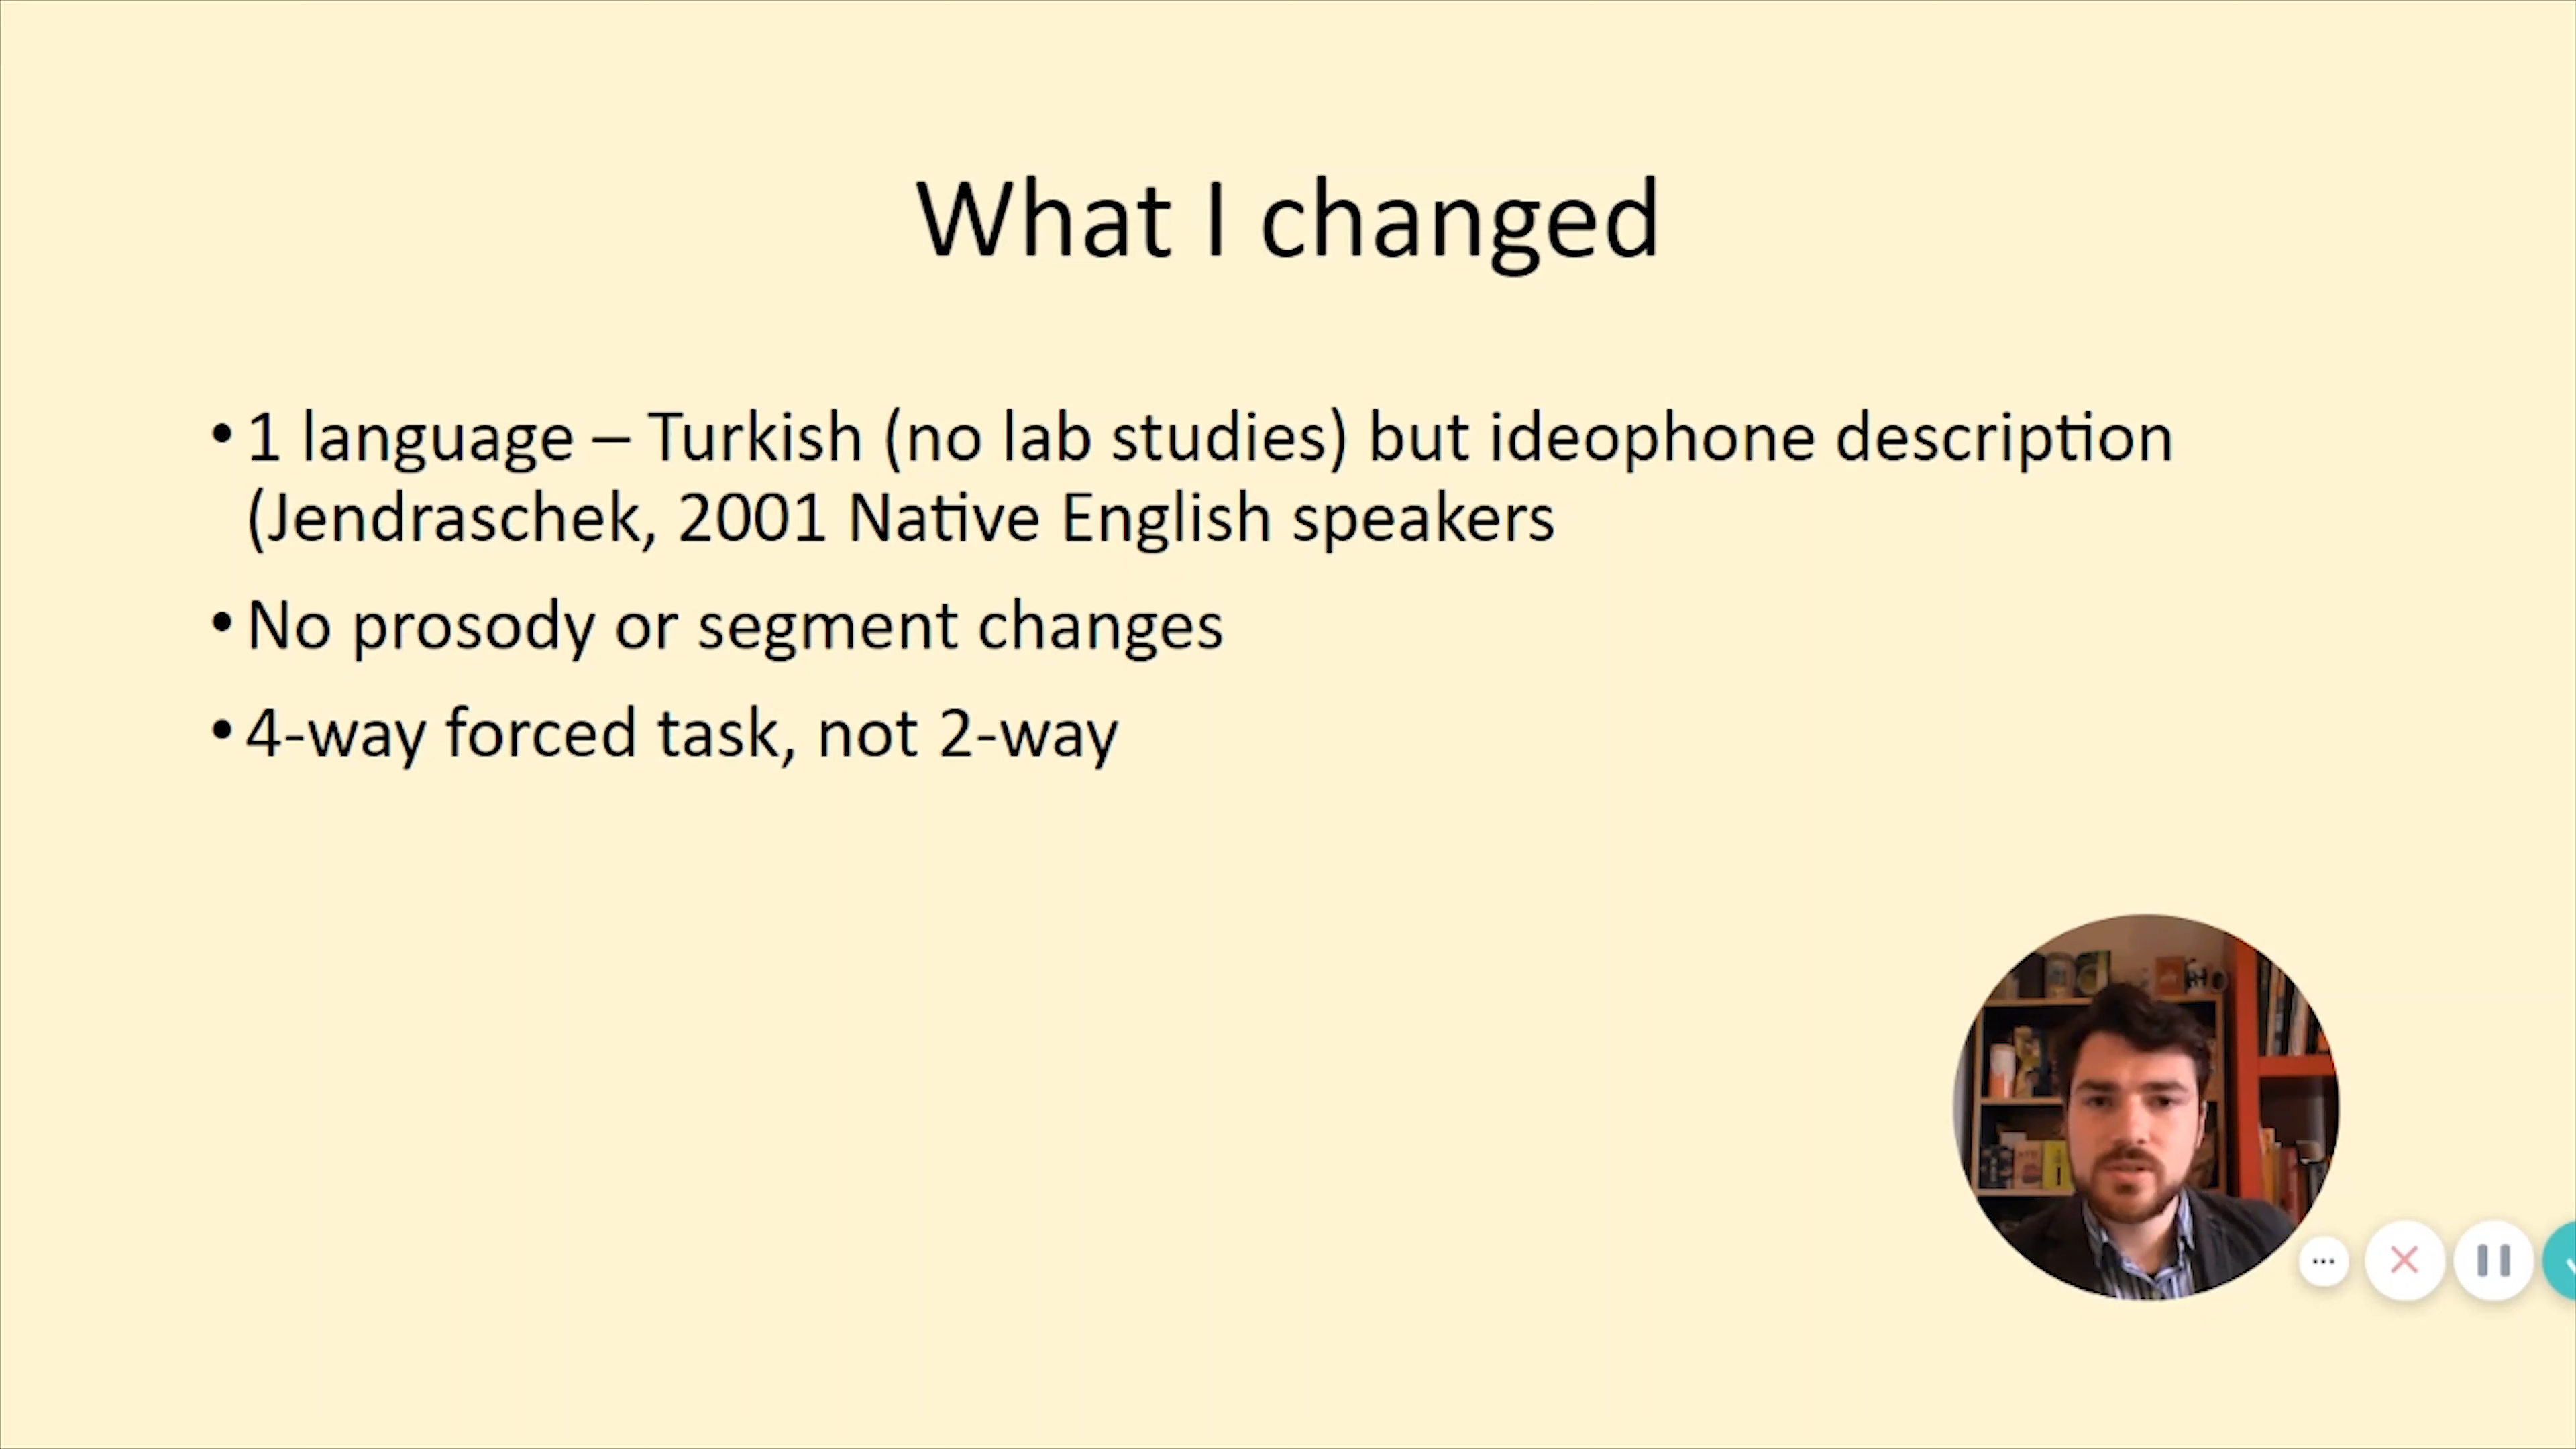 What I changed
•1 language – Turkish (no lab studies) but ideophone description
(Jendraschek, 2001 Native English speakers
•No prosody or segment changes
•4-way forced task, not 2-way